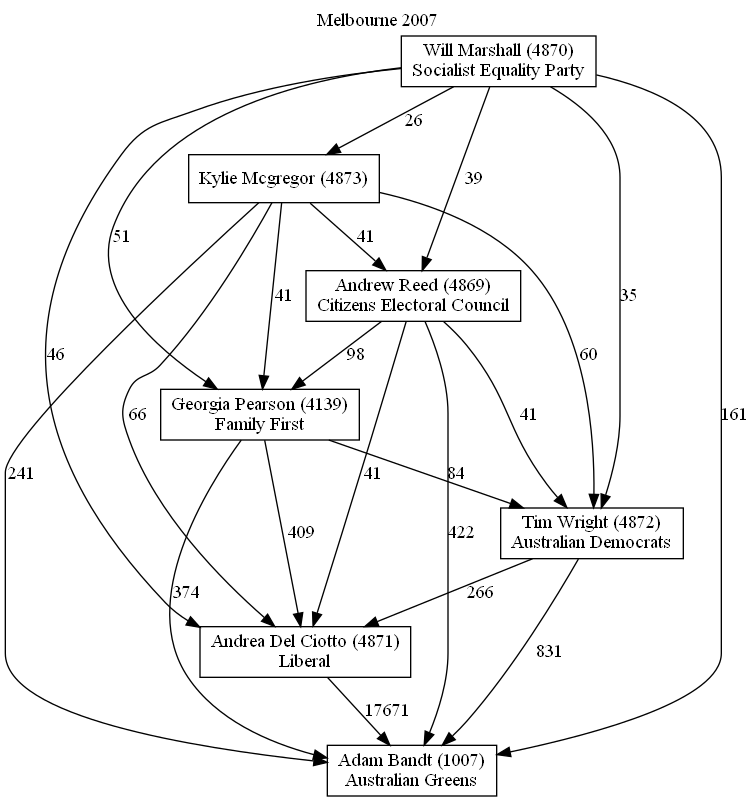 Melbourne 2007
Will Marshall (4870)
Socialist Equality Party
26
Kylie Mcgregor (4873)
39
51
41
Andrew Reed (4869)
Citizens Electoral Council
41
35
46
98
60
Georgia Pearson (4139)
Family First
66
41
161
241
41
84
Tim Wright (4872)
Australian Democrats
409
422
374
266
Andrea Del Ciotto (4871)
Liberal
831
17671
Adam Bandt (1007)
Australian Greens